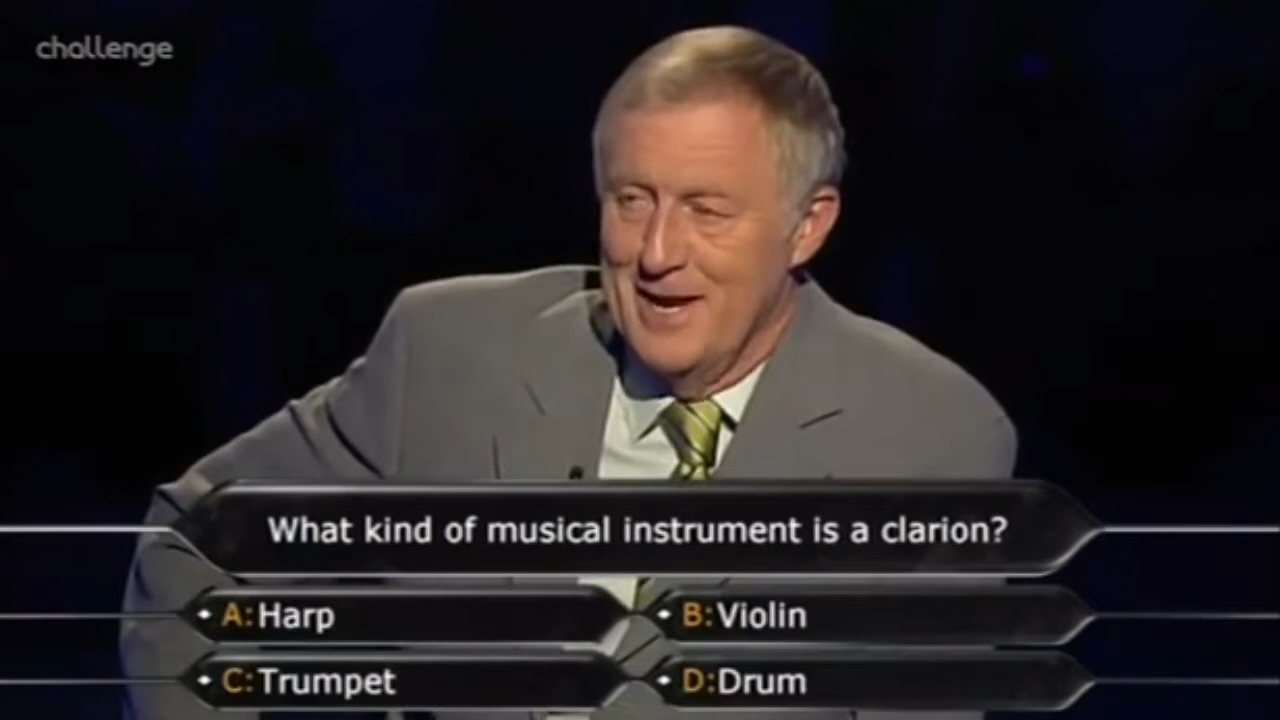 challenge
What kind of musical instrument is a clarion?
A: Harp
B: Violin
C: Trumpet
D: Drum